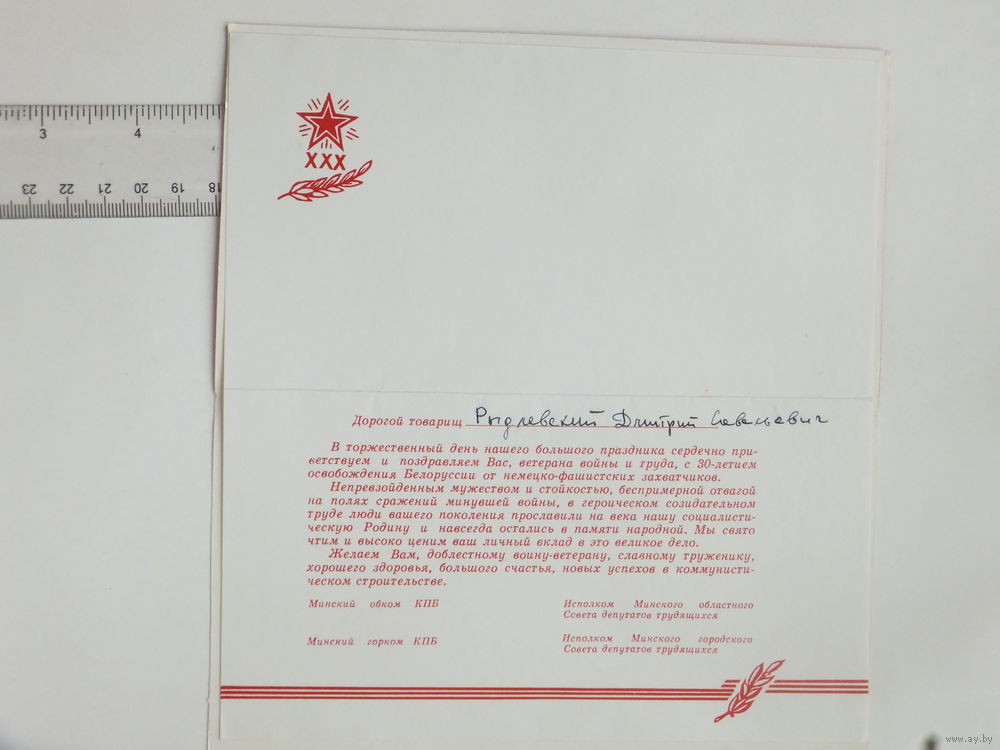 3 4
23 22 21 20 19 18
XXX
Дорогой товарищ Рыдлевский Дмитрий Савельевич
В торжественный день нашего большого праздника сердечно при-
ветствуем и поздравляем Вас, ветерана войны и труда, с 30-летием
освобождения Белоруссии от немецко-фашистских захватчиков.
Непревзойденным мужеством и стойкостью, беспримерной отвагой
на полях сражений минувшей войны, в героическом созидательном
труде люди вашего поколения прославили на века нашу социалисти-
ческую Родину и навсегда остались в памяти народной. Мы свято
чтим и высоко ценим ваш личный вклад в это великое дело.
Желаем Вам, доблестному воину-ветерану, славному труженику,
хорошего здоровья, большого счастья, новых успехов в коммунисти-
ческом строительстве.
Минский обком КПБ
Исполком Минского областного
Совета депутатов трудящихся
Минский горком КПБ
Исполком Минского городского
Совета депутатов трудящихся
www.ay.by